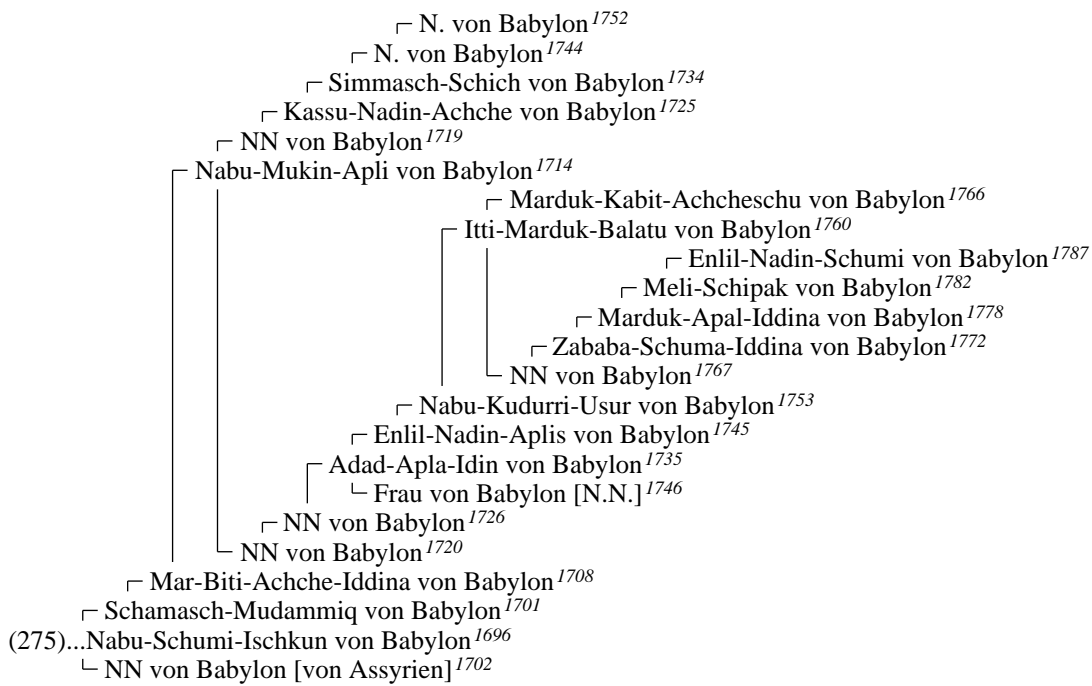 N. von Babylon1752
N. von Babylon1744
Simmasch-Schich von Babylon1734
Kassu-Nadin-Achche von Babylon1725
NN von Babylon1719
Nabu-Mukin-Apli von Babylon1714
Marduk-Kabit-Achcheschu von Babylon1766
Itti-Marduk-Balatu von Babylon1760
Enlil-Nadin-Schumi von Babylon1787
Meli-Schipak von Babylon1782
Marduk-Apal-Iddina von Babylon1778
Zababa-Schuma-Iddina von Babylon1772
NN von Babylon1767
Nabu-Kudurri-Usur von Babylon1753
Enlil-Nadin-Aplis von Babylon1745
Adad-Apla-Idin von Babylon1735
Frau von Babylon [N.N.]1746
NN von Babylon1726
NN von Babylon1720
Mar-Biti-Achche-Iddina von Babylon1708
Schamasch-Mudammiq von Babylon1701
(275)...Nabu-Schumi-Ischkun von Babylon1696
NN von Babylon [von Assyrien]1702